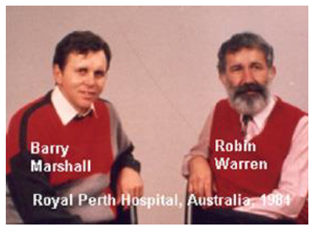 Barry
Marshall
Robin
Warren
Royal Perth Hospital, Australia, 1984